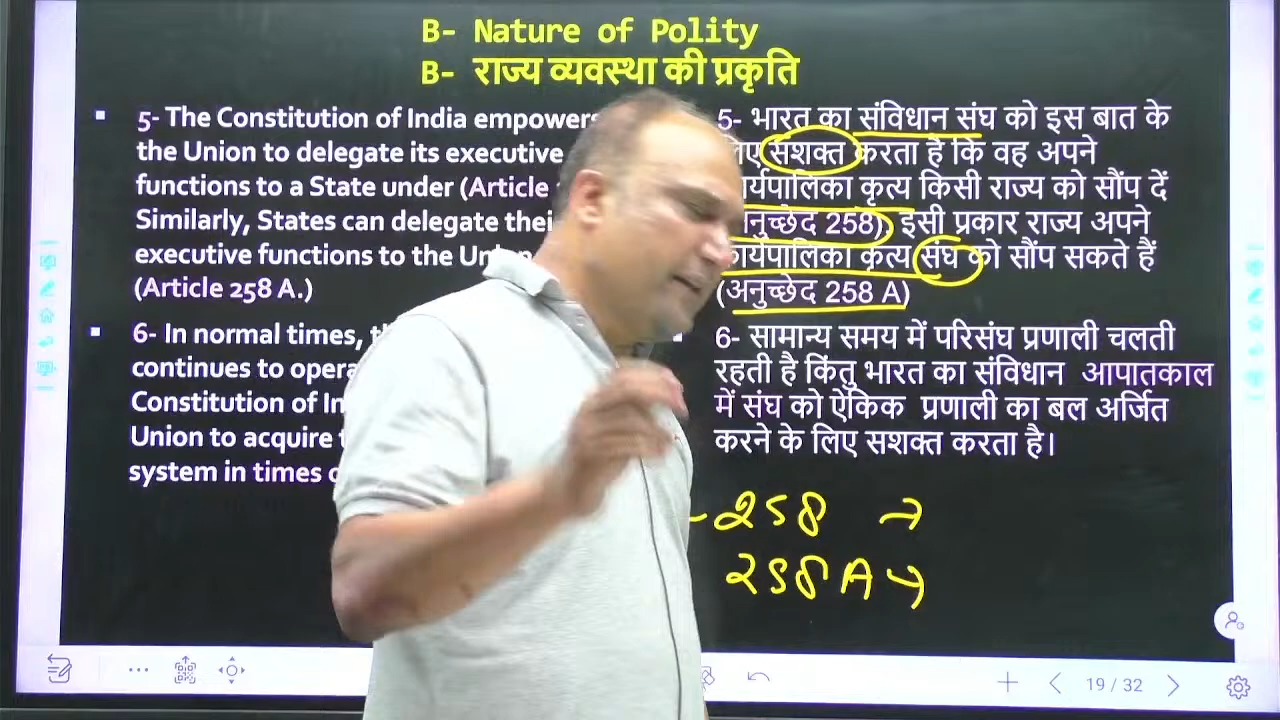 B- Nature of Polity
B- राज्य व्यवस्था की प्रकृति
5- The Constitution of India empowers
the Union to delegate its executive
functions to a State under (Article
Similarly, States can delegate thei
executive functions to the Un
(Article 258 A.)
6- In normal times, t
continues to opera
Constitution of In
Union to acquire
system in times o
5- भारत का संविधान संघ को इस बात के
लिए सशक्त करता है कि वह अपने
कार्यपालिका कृत्य किसी राज्य को सौंप दें
अनुच्छेद 258). इसी प्रकार राज्य अपने
कार्यपालिका कृत्य संघ को सौंप सकते हैं
(अनुच्छेद 258 A)
6- सामान्य समय में परिसंघ प्रणाली चलती
रहती है किंतु भारत का संविधान आपातकाल
में संघ को ऐकिक प्रणाली का बल अर्जित
करने के लिए सशक्त करता है।
-258 →
258A→
19 / 32